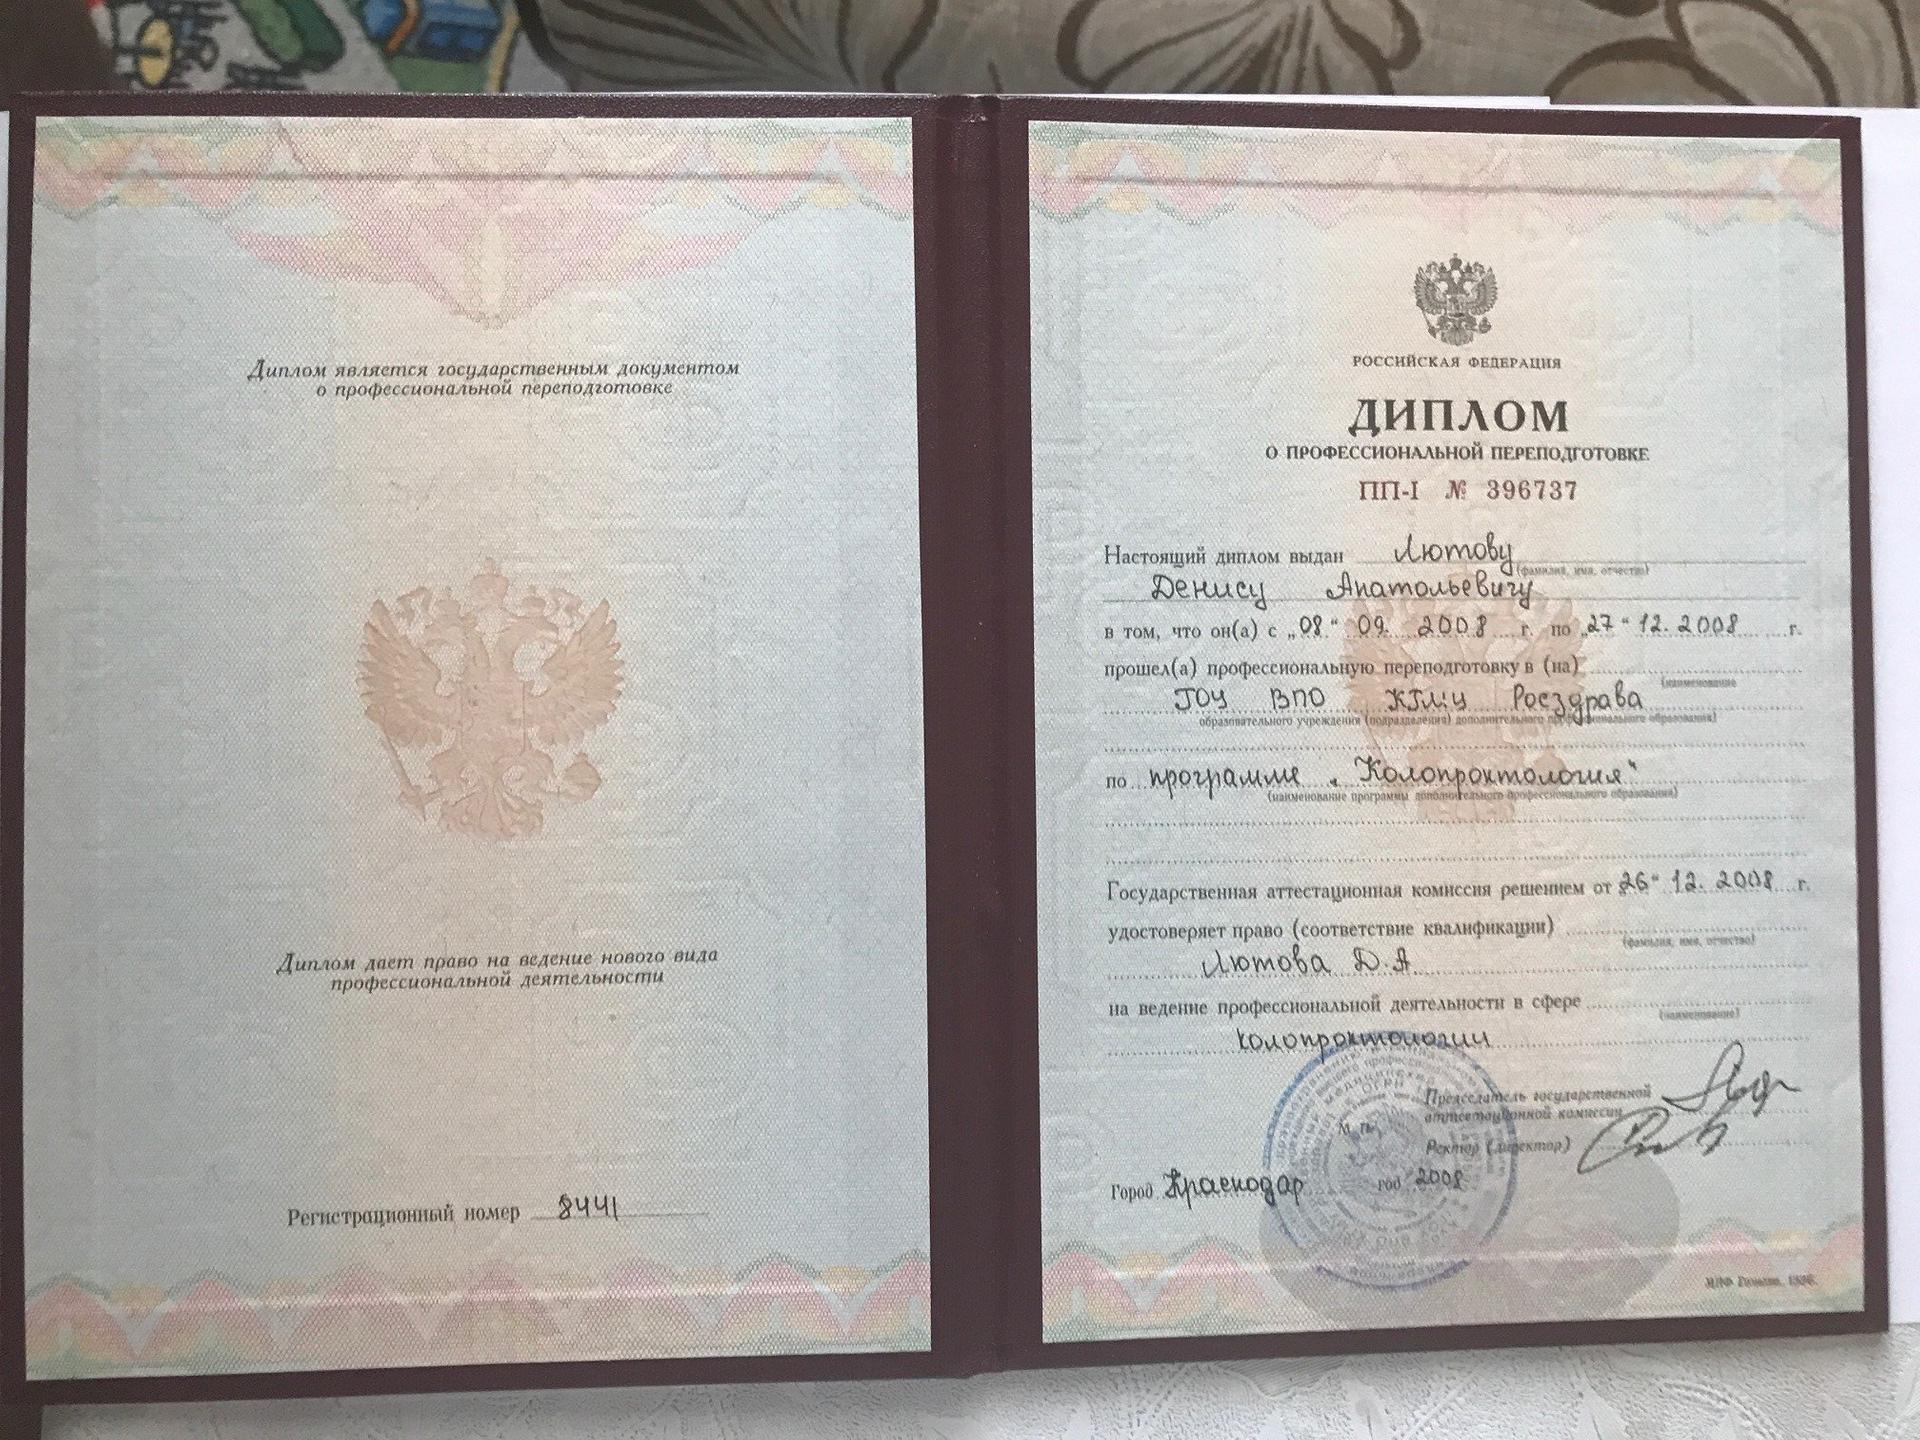 Диплом является государственным документом
о профессиональной переподготовке
Диплом дает право на ведение нового вида
профессиональной деятельности
Регистрационный номер 8441
РОССИЙСКАЯ ФЕДЕРАЦИЯ
ДИПЛОМ
О ПРОФЕССИОНАЛЬНОЙ ПЕРЕПОДГОТОВКЕ
ПП-I № 396737
Настоящий диплом выдан Лютову
(фамилия, имя, отчество)
Денису Анатольевичу
в том, что он(а) с „08“ 09. 2008 г. по „27“ 12. 2008 г.
прошел(а) профессиональную переподготовку в (на)
(наименование
ГОУ ВПО КГМУ Росздрава
образовательного учреждения (подразделения) дополнительного профессионального образования)
по программе „Колопроктология“
(наименование программы дополнительного профессионального образования)
Государственная аттестационная комиссия решением от 26“ 12. 2008 г.
удостоверяет право (соответствие квалификации)
(фамилия, имя, отчество)
Лютова Д.А
на ведение профессиональной деятельности в сфере
(наименование)
колопроктологии
Председатель государственной
аттестационной комиссии
М. П.
Ректор (директор)
Город Краснодар год 2008